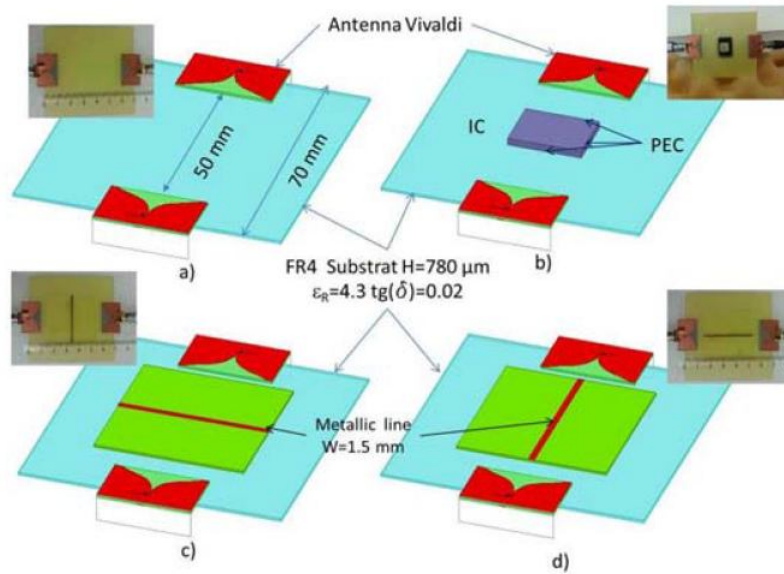 Antenna Vivaldi
IC
PEC
50 mm
70 mm
a)
b)
FR4 Substrat H=780 µm
εR=4.3 tg(δ)=0.02
Metallic line
W=1.5 mm
c)
d)